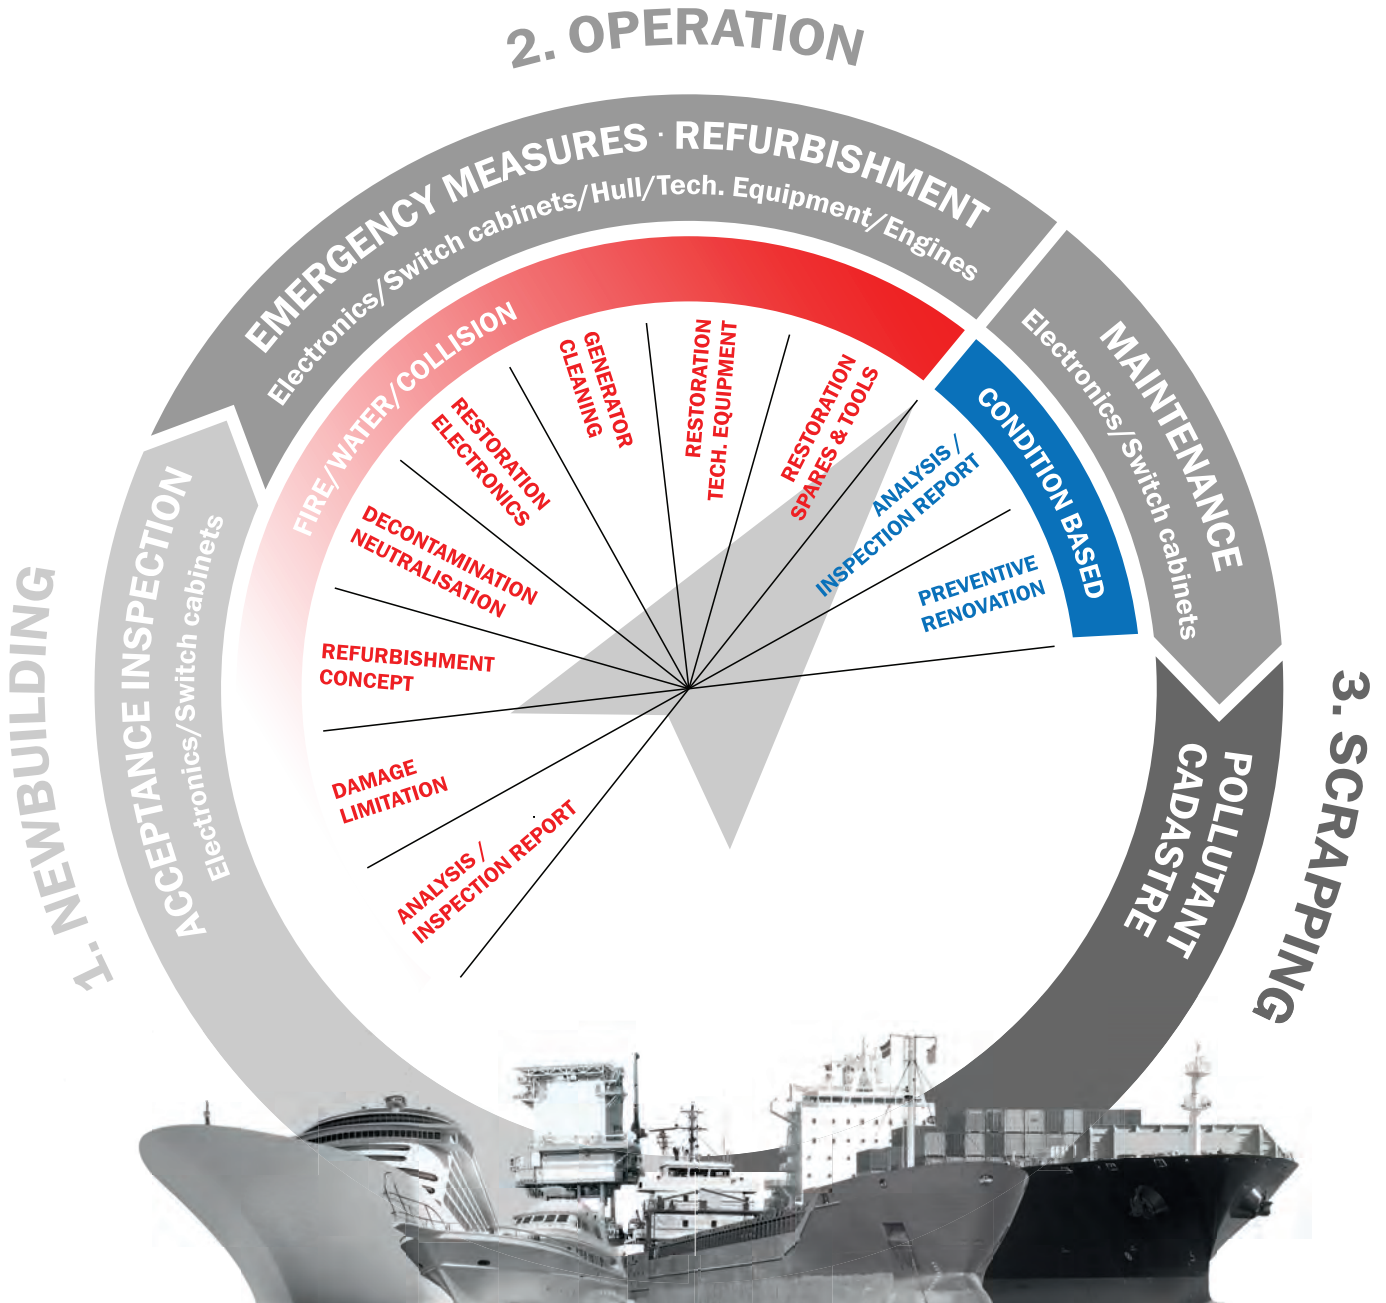 2. OPERATION
EMERGENCY MEASURES · REFURBISHMENT
Electronics/Switch cabinets/Hull/Tech. Equipment/Engines
MAINTENANCE
Electronics/Switch cabinets
1. NEWBUILDING
ACCEPTANCE INSPECTION
Electronics/Switch cabinets
3. SCRAPPING
POLLUTANT
CADASTRE
FIRE/WATER/COLLISION
CONDITION BASED
ANALYSIS /
INSPECTION REPORT
DAMAGE
LIMITATION
REFURBISHMENT
CONCEPT
DECONTAMINATION
NEUTRALISATION
RESTORATION
ELECTRONICS
GENERATOR
CLEANING
RESTORATION
TECH. EQUIPMENT
RESTORATION
SPARES & TOOLS
ANALYSIS /
INSPECTION REPORT
PREVENTIVE
RENOVATION